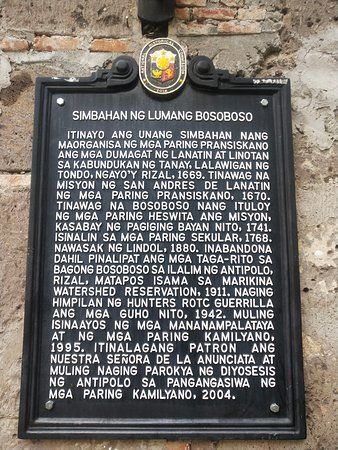 SIMBAHAN NG LUMANG BOSOBOSO
ITINAYO ANG UNANG SIMBAHAN NANG
MAORGANISA NG MGA PARING PRANSISKANO
ANG MGA DUMAGAT NG LANATIN AT LINOTAN
SA KABUNDUKAN NG TANAY, LALAWIGAN NG
TONDO, NGAYO'Y RIZAL, 1669. TINAWAG NA
MISYON NG SAN ANDRES DE LANATIN
NG MGA PARING PRANSISKANO, 1670.
TINAWAG NA BOSOBOSO NANG ITULOY
NG MGA PARING HESWITA ANG MISYON,
KASABAY NG PAGIGING BAYAN NITO, 1741.
ISINALIN SA MGA PARING SEKULAR, 1768.
NAWASAK NG LINDOL, 1880. INABANDONA
DAHIL PINALIPAT ANG MGA TAGA-RITO SA
BAGONG BOSOBOSO SA ILALIM NG ANTIPOLO,
RIZAL, MATAPOS ISAMA SA MARIKINA
WATERSHED RESERVATION, 1911. NAGING
HIMPILAN NG HUNTERS ROTC GUERRILLA
ANG MGA GUHO NITO, 1942. MULING
ISINAAYOS NG MGA MANANAMPALATAYA
AT NG MGA PARING KAMILYANO,
1995. ITINALAGANG PATRON ANG
NUESTRA SEÑORA DE LA ANUNCIATA AT
MULING NAGING PAROKYA NG DIYOSESIS
NG ANTIPOLO SA PANGANGASIWA NG
MGA PARING KAMILYANO, 2004.